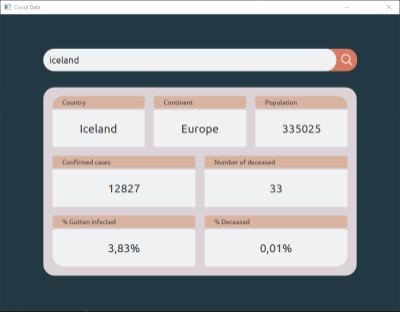 Covid Data
iceland
Country Continent Population
Iceland Europe 335025
Confirmed cases Number of deceased
12827 33
% Gotten infected % Deceased
3,83% 0,01%